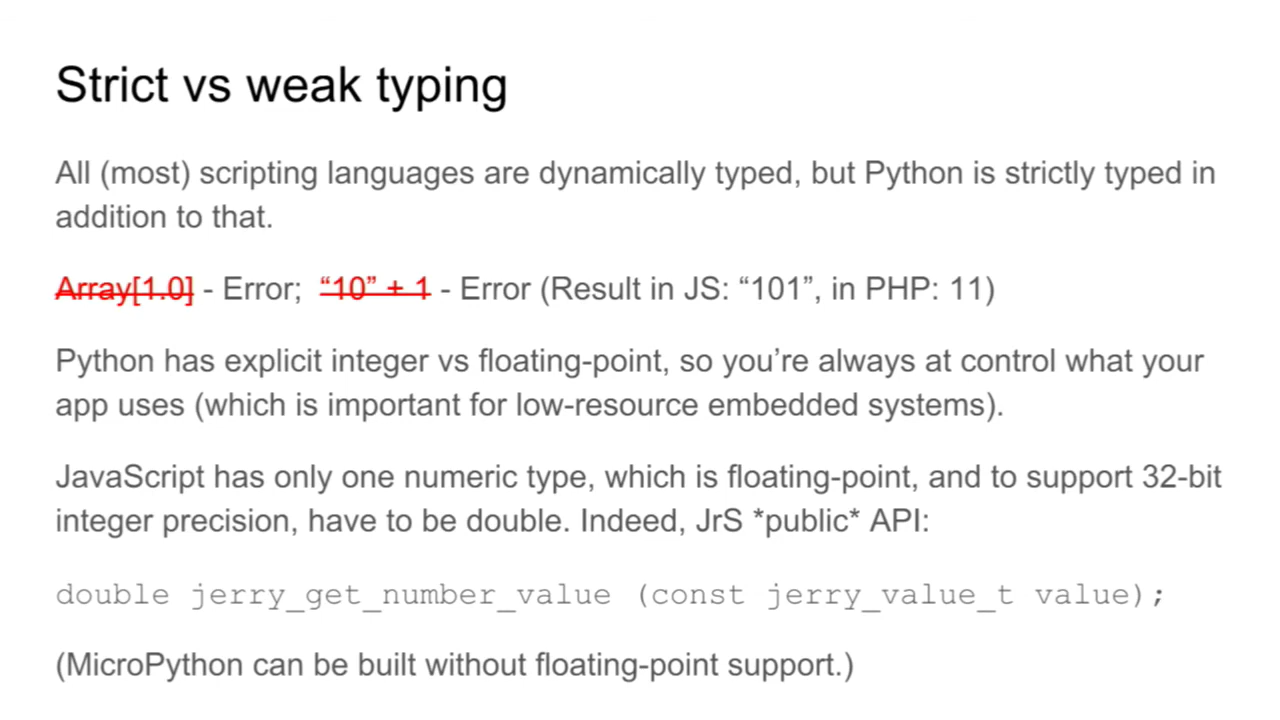 Strict vs weak typing
All (most) scripting languages are dynamically typed, but Python is strictly typed in
addition to that.
Array[1.0] - Error;  “10” + 1 - Error (Result in JS: “101”, in PHP: 11)
Python has explicit integer vs floating-point, so you’re always at control what your
app uses (which is important for low-resource embedded systems).
JavaScript has only one numeric type, which is floating-point, and to support 32-bit
integer precision, have to be double. Indeed, JrS *public* API:
double jerry_get_number_value (const jerry_value_t value);
(MicroPython can be built without floating-point support.)